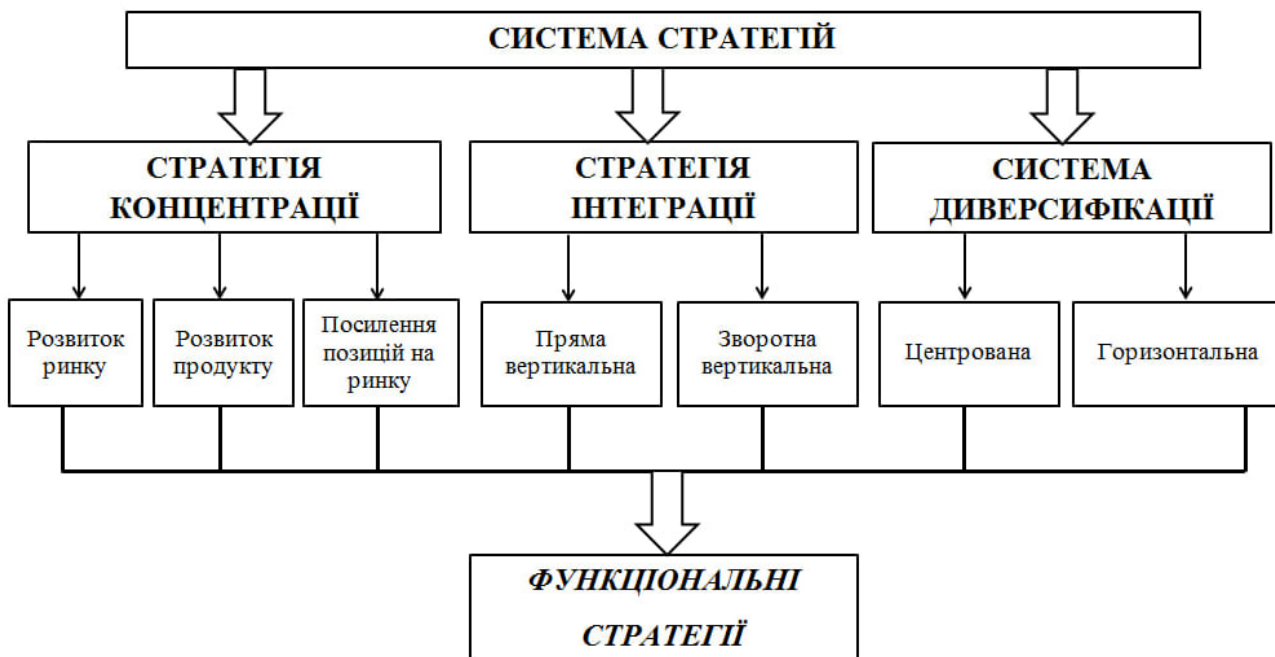 СИСТЕМА СТРАТЕГІЙ
СТРАТЕГІЯ
КОНЦЕНТРАЦІЇ
СТРАТЕГІЯ
ІНТЕГРАЦІЇ
СИСТЕМА
ДИВЕРСИФІКАЦІЇ
Розвиток
ринку
Розвиток
продукту
Посилення
позицій на
ринку
Пряма
вертикальна
Зворотна
вертикальна
Центрована
Горизонтальна
ФУНКЦІОНАЛЬНІ
СТРАТЕГІЇ